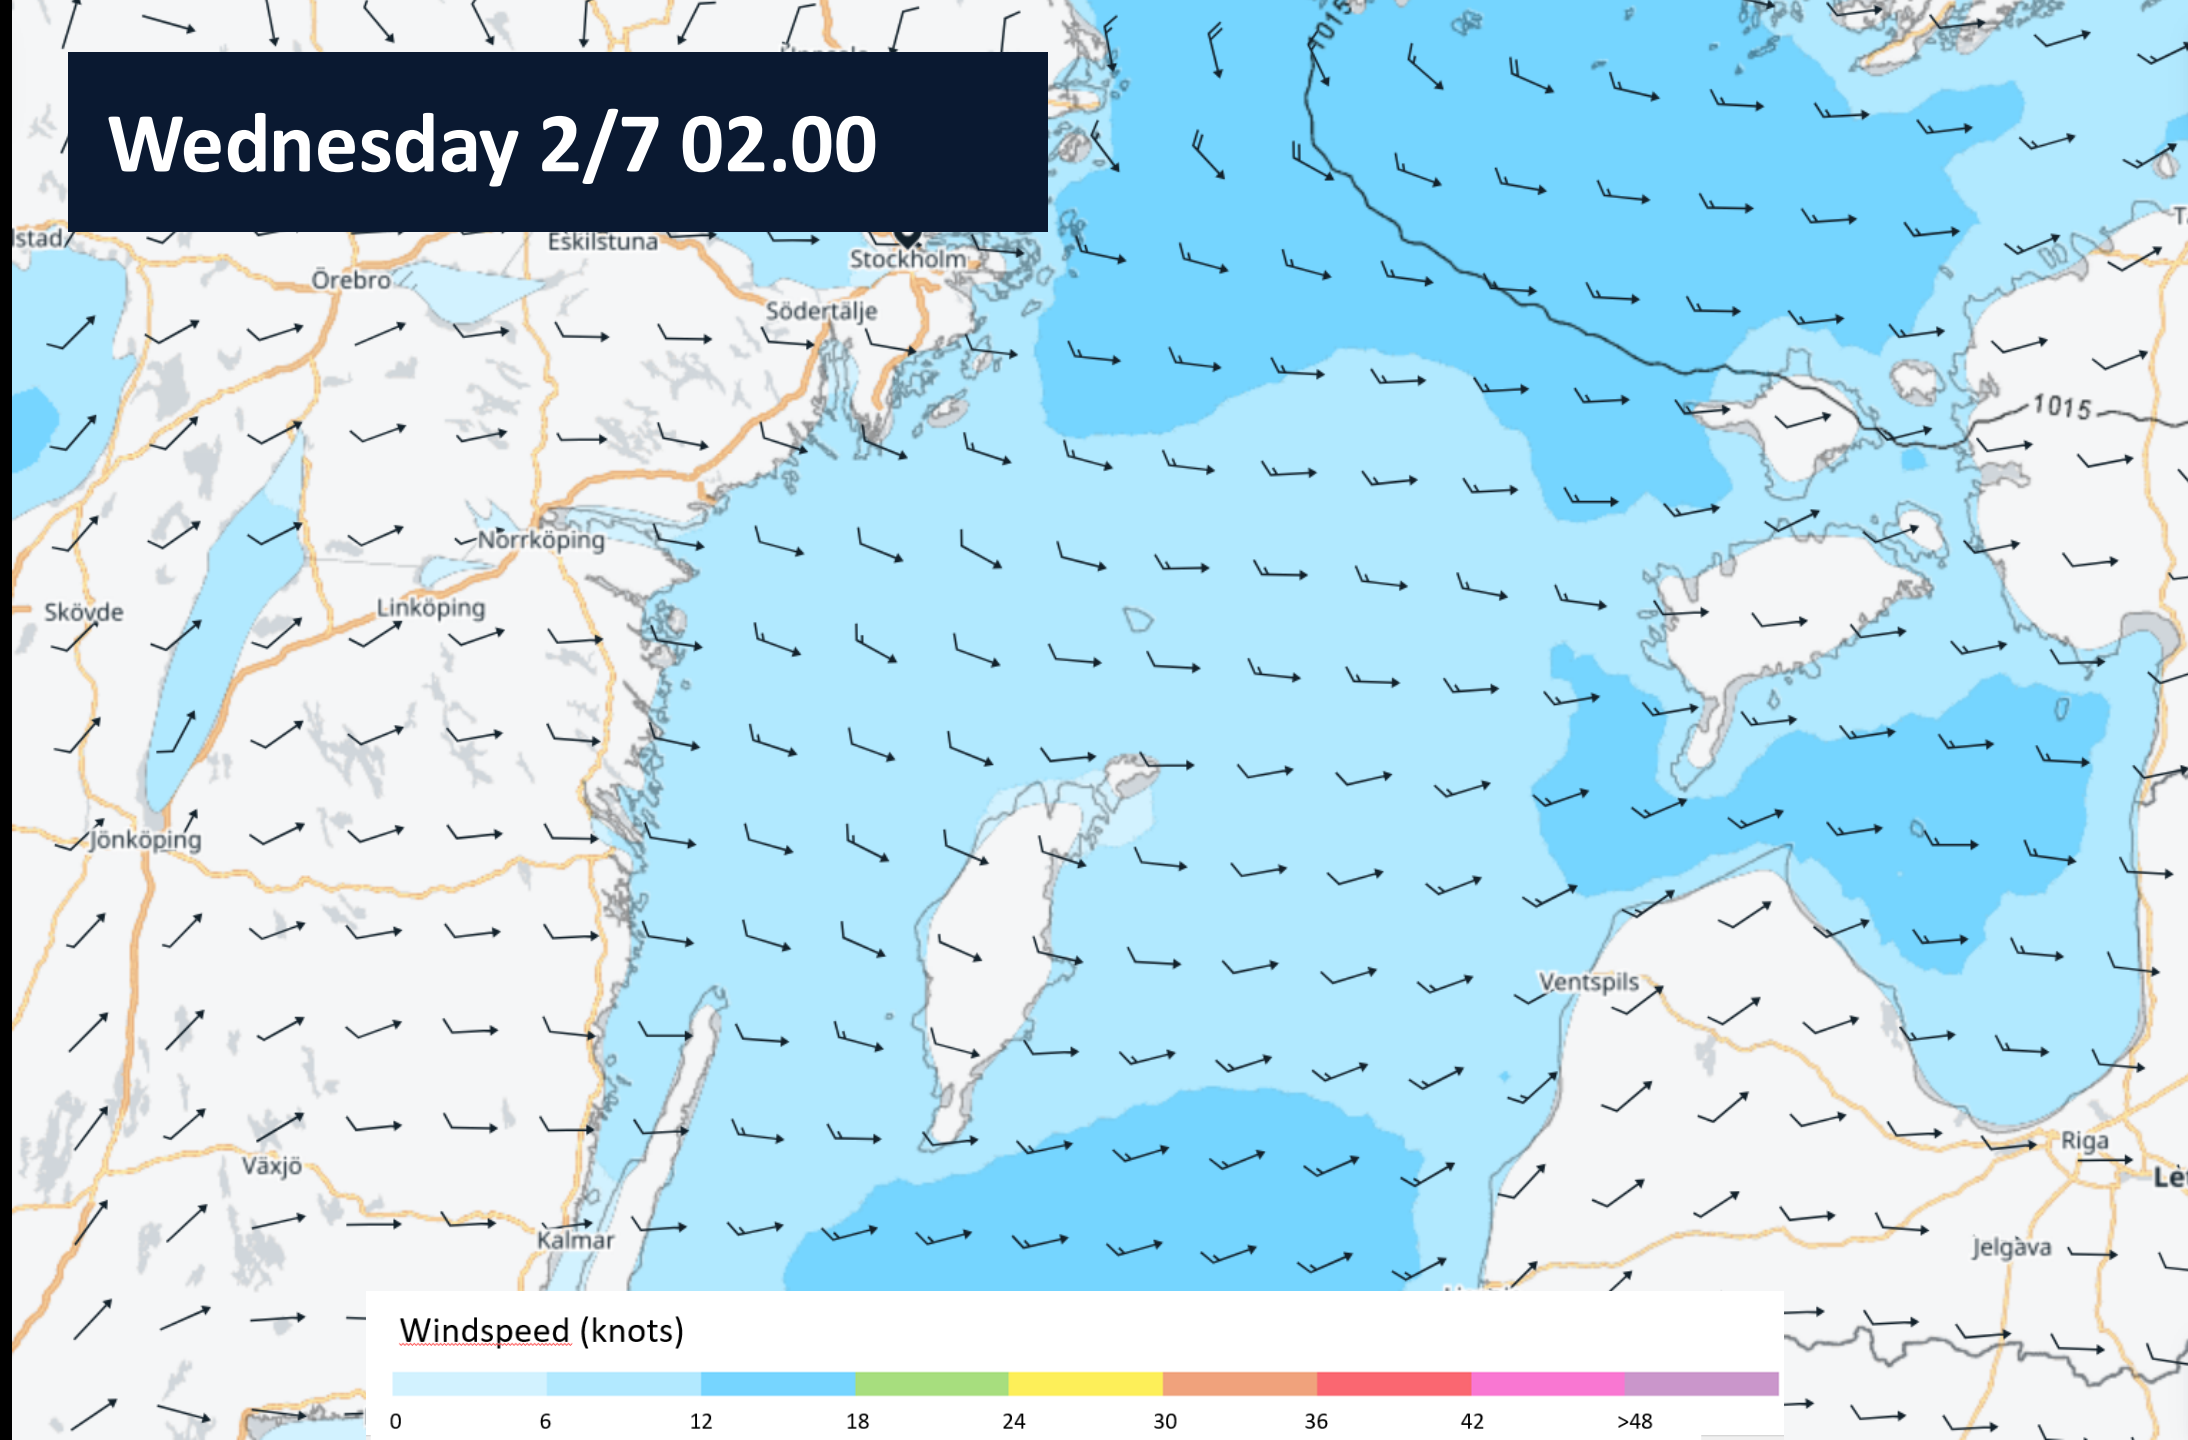 1015
Wednesday 2/7 02.00
lstad
Eskilstuna
Stockholm
Örebro
Södertälje
1015
Norrköping
Skövde
Linköping
Jönköping
Ventspils
Riga
Växjö
Kalmar
Jelgava
Windspeed (knots)
0 6 12 18 24 30 36 42 >48